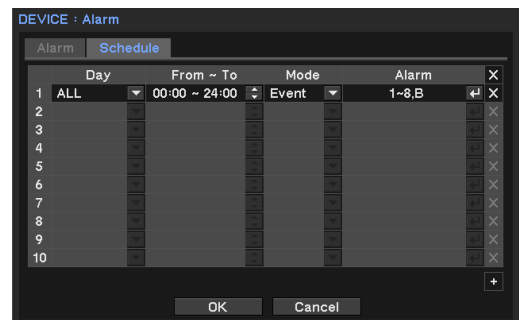 DEVICE : Alarm
Alarm Schedule
Day From ~ To Mode Alarm X
1 ALL 00:00 ~ 24:00 Event 1~8,B X
2 X
3 X
4 X
5 X
6 X
7 X
8 X
9 X
10 X
+
OK Cancel